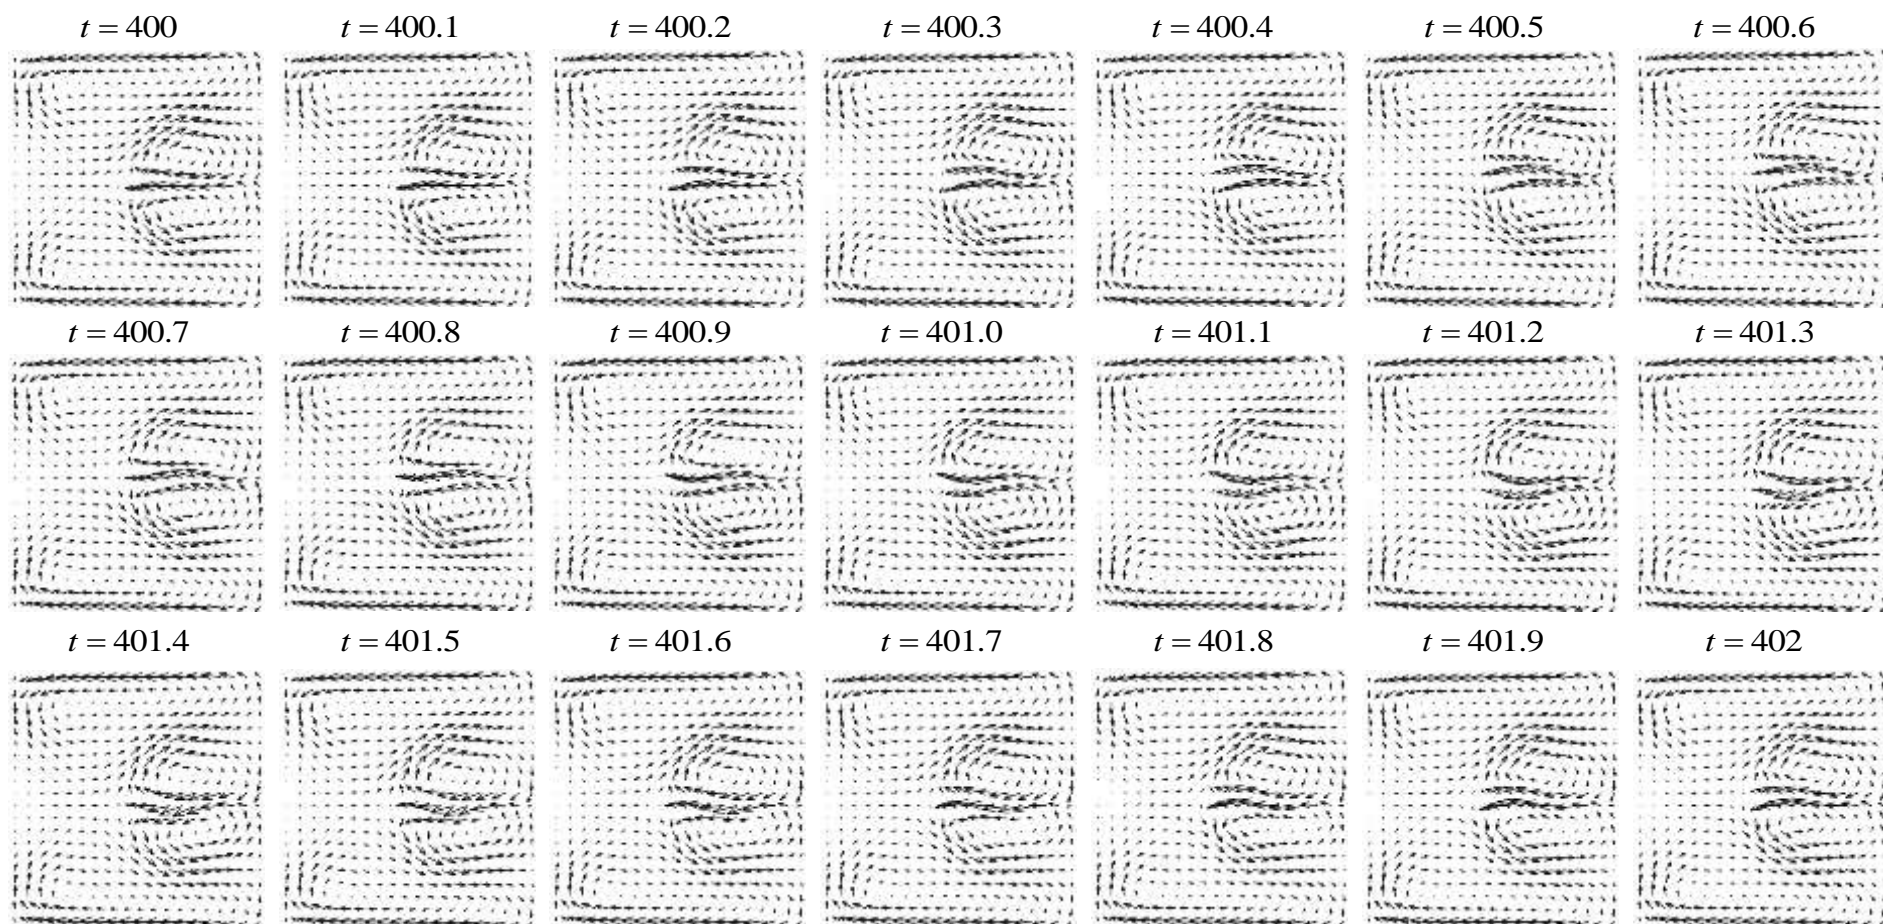 t = 400 t = 400.1 t = 400.2 t = 400.3 t = 400.4 t = 400.5 t = 400.6
t = 400.7 t = 400.8 t = 400.9 t = 401.0 t = 401.1 t = 401.2 t = 401.3
t = 401.4 t = 401.5 t = 401.6 t = 401.7 t = 401.8 t = 401.9 t = 402